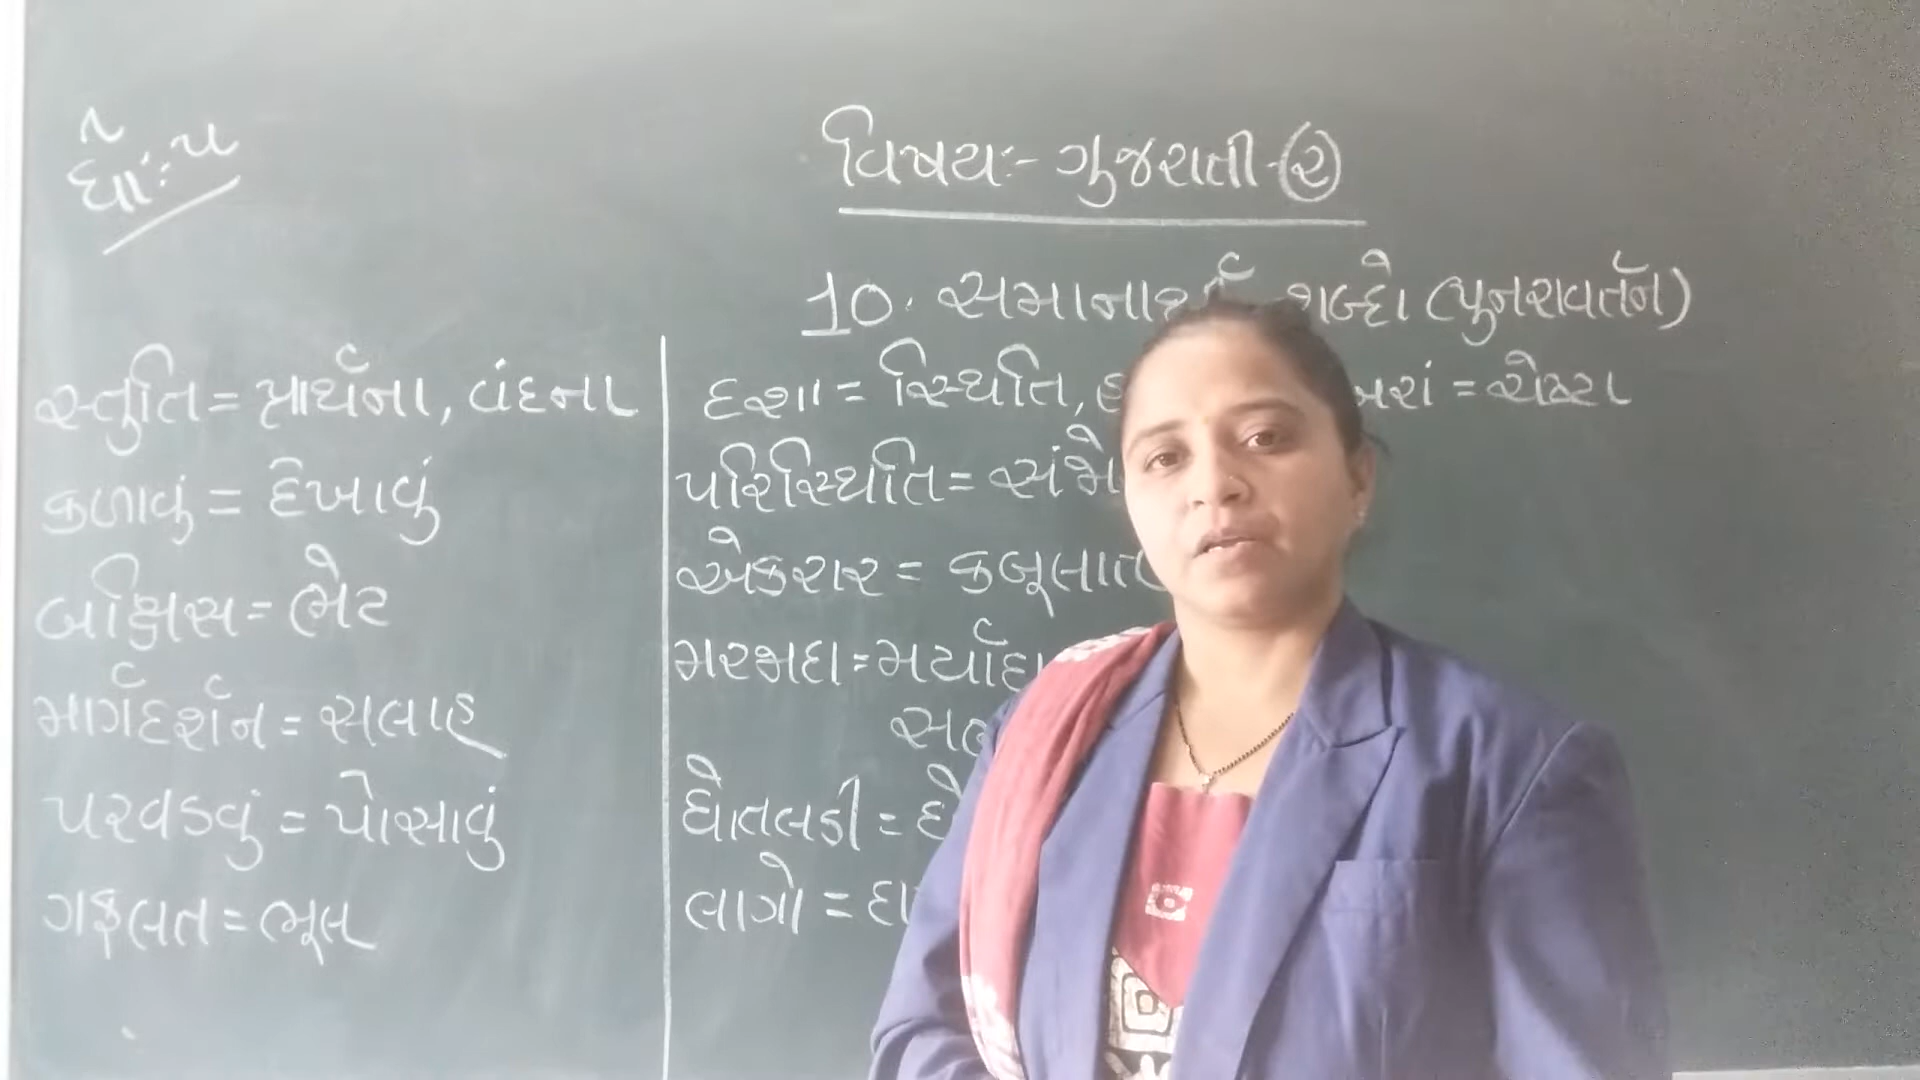 ધો:-૫
વિષય:- ગુજરાતી-૨
10. સમાનાર્થી શબ્દો (પુનરાવર્તન)
સ્તુતિ = પ્રાર્થના, વંદના
કળાવું = દેખાવું
બક્ષિસ = ભેટ
માર્ગદર્શન = સલાહ
પરવડવું = પોસાવું
ગફલત = ભૂલ
દશા = સ્થિતિ,
પરિસ્થિતિ =
એકરાર = કબૂલાત
મરજાદા = મર્યાદા
ધોતલડી =
લાગો =